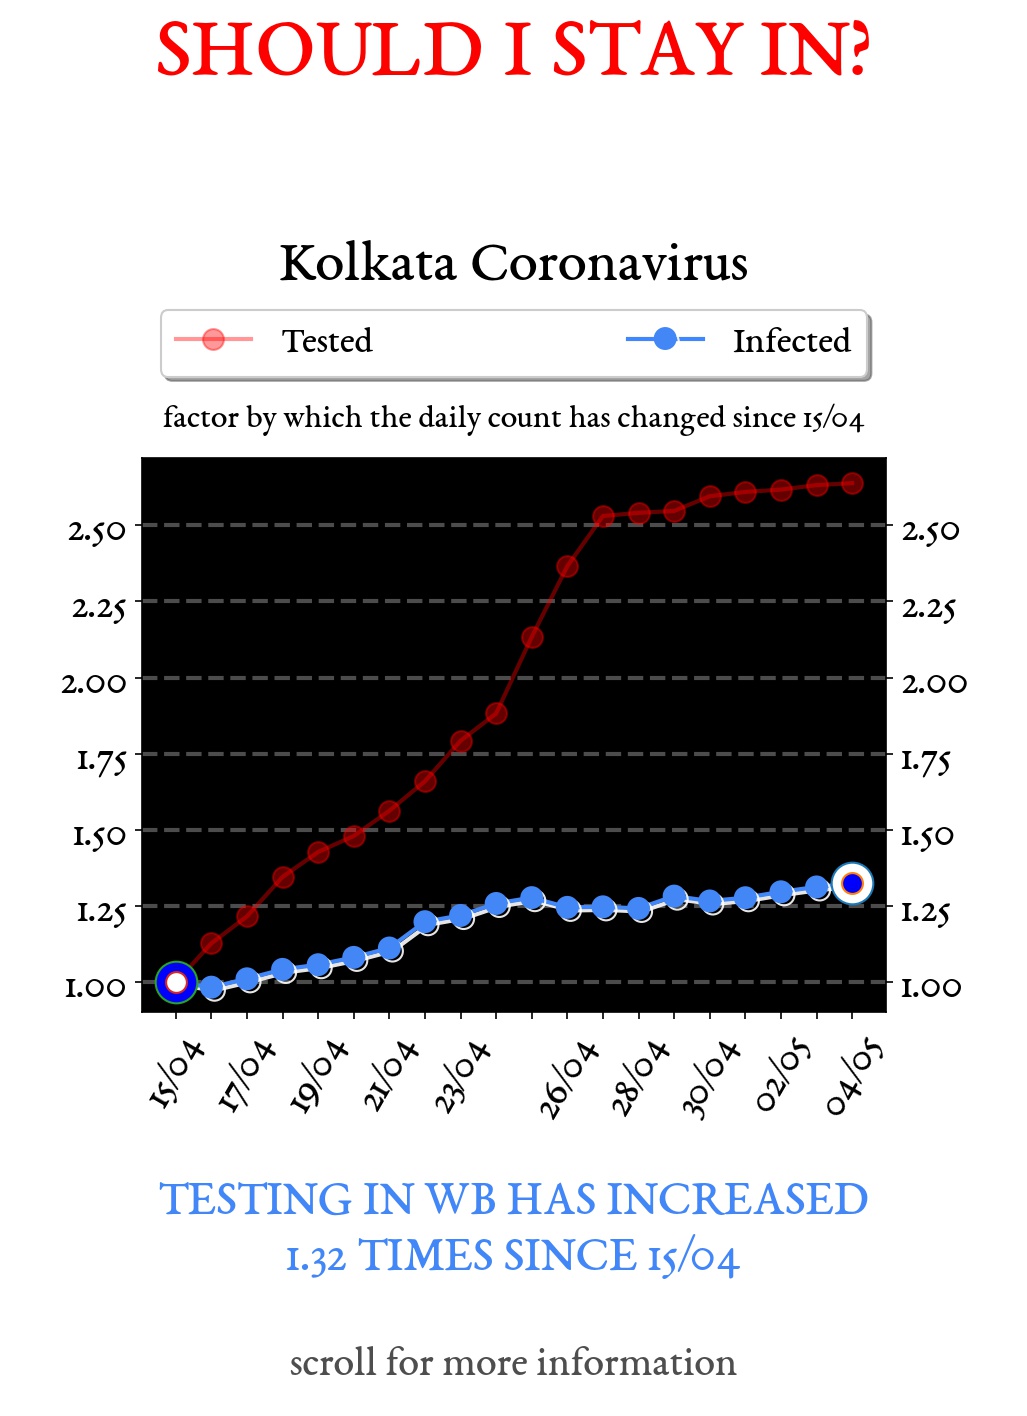 SHOULD I STAY IN?
Kolkata Coronavirus
Tested Infected
factor by which the daily count has changed since 15/04
2.50 2.50
2.25 2.25
2.00 2.00
1.75 1.75
1.50 1.50
1.25 1.25
1.00 1.00
15/04 17/04 19/04 21/04 23/04 26/04 28/04 30/04 02/05 04/05
TESTING IN WB HAS INCREASED
1.32 TIMES SINCE 15/04
scroll for more information